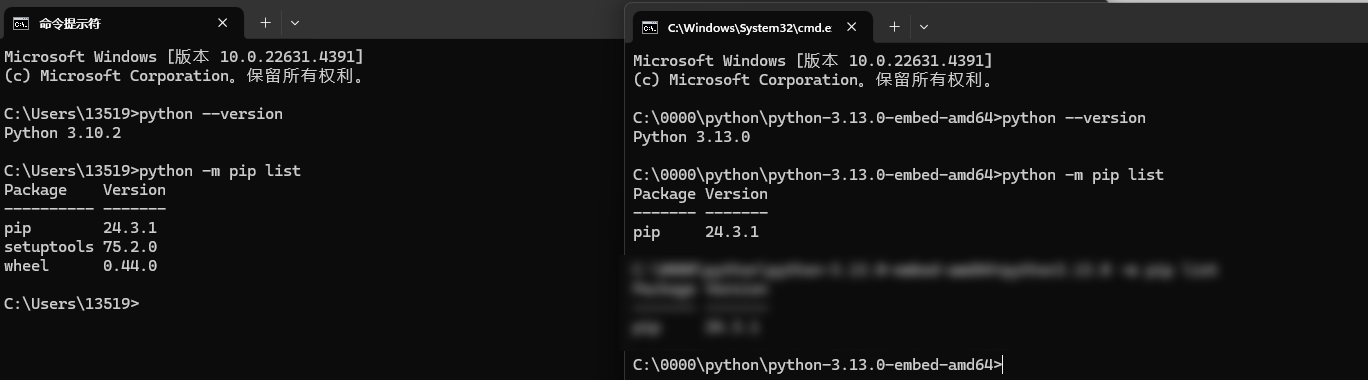 命令提示符
Microsoft Windows [版本 10.0.22631.4391]
(c) Microsoft Corporation。保留所有权利。
C:\Users\13519>python --version
Python 3.10.2
C:\Users\13519>python -m pip list
Package    Version
---------- -------
pip        24.3.1
setuptools 75.2.0
wheel      0.44.0
C:\Users\13519>
C:\Windows\System32\cmd.e
Microsoft Windows [版本 10.0.22631.4391]
(c) Microsoft Corporation。保留所有权利。
C:\0000\python\python-3.13.0-embed-amd64>python --version
Python 3.13.0
C:\0000\python\python-3.13.0-embed-amd64>python -m pip list
Package Version
------- -------
pip     24.3.1
C:\0000\python\python-3.13.0-embed-amd64>